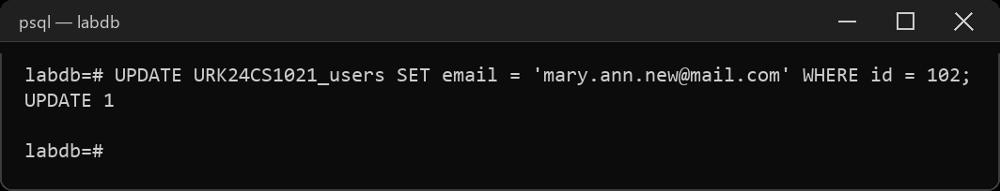 psql — labdb
labdb=# UPDATE URK24CS1021_users SET email = 'mary.ann.new@mail.com' WHERE id = 102;
UPDATE 1
labdb=#